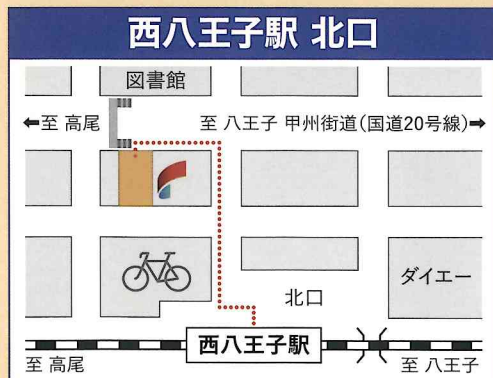 西八王子駅 北口
図書館
←至 高尾
至 八王子 甲州街道(国道20号線)→
ダイエー
北口
西八王子駅
至 高尾
至 八王子